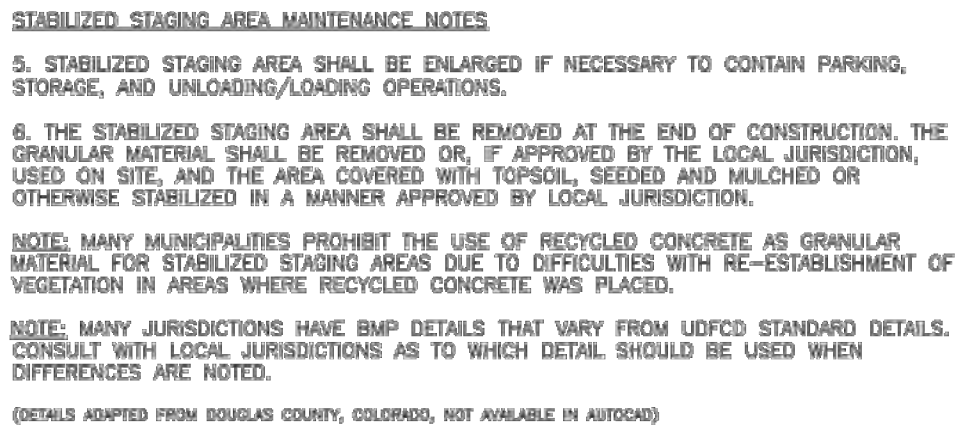 STABILIZED STAGING AREA MAINTENANCE NOTES
5. STABILIZED STAGING AREA SHALL BE ENLARGED IF NECESSARY TO CONTAIN PARKING,
STORAGE, AND UNLOADING/LOADING OPERATIONS.
6. THE STABILIZED STAGING AREA SHALL BE REMOVED AT THE END OF CONSTRUCTION. THE
GRANULAR MATERIAL SHALL BE REMOVED OR, IF APPROVED BY THE LOCAL JURISDICTION,
USED ON SITE, AND THE AREA COVERED WITH TOPSOIL, SEEDED AND MULCHED OR
OTHERWISE STABILIZED IN A MANNER APPROVED BY LOCAL JURISDICTION.
NOTE: MANY MUNICIPALITIES PROHIBIT THE USE OF RECYCLED CONCRETE AS GRANULAR
MATERIAL FOR STABILIZED STAGING AREAS DUE TO DIFFICULTIES WITH RE-ESTABLISHMENT OF
VEGETATION IN AREAS WHERE RECYCLED CONCRETE WAS PLACED.
NOTE: MANY JURISDICTIONS HAVE BMP DETAILS THAT VARY FROM UDFCD STANDARD DETAILS.
CONSULT WITH LOCAL JURISDICTIONS AS TO WHICH DETAIL SHOULD BE USED WHEN
DIFFERENCES ARE NOTED.
(DETAILS ADAPTED FROM DOUGLAS COUNTY, COLORADO, NOT AVAILABLE IN AUTOCAD)